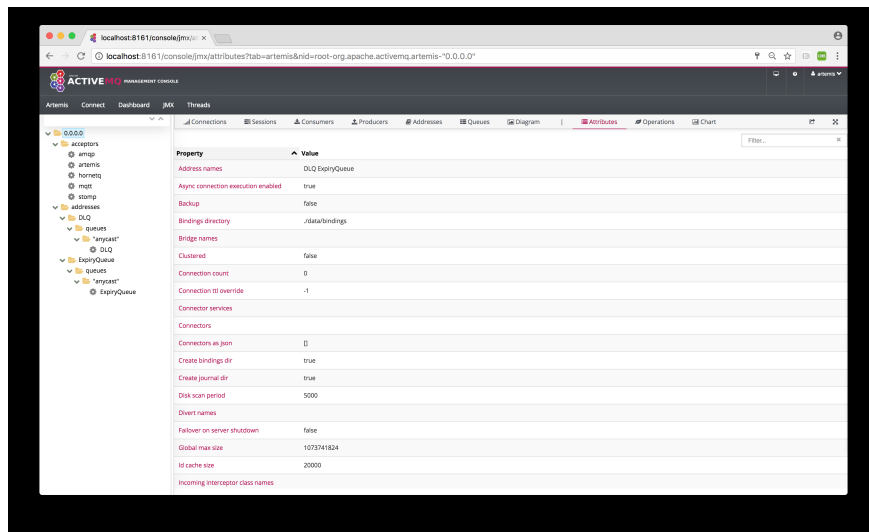 localhost:8161/console/jmx/at
localhost:8161/console/jmx/attributes?tab=artemis&nid=root-org.apache.activemq.artemis-"0.0.0.0"
ACTIVEMQ MANAGEMENT CONSOLE
artemis
Artemis Connect Dashboard JMX Threads
Connections Sessions Consumers Producers Addresses Queues Diagram | Attributes Operations Chart
Filter...
0.0.0.0
acceptors
amqp
artemis
hornetq
mqtt
stomp
addresses
DLQ
queues
"anycast"
DLQ
ExpiryQueue
queues
"anycast"
ExpiryQueue
Property Value
Address names DLQ ExpiryQueue
Async connection execution enabled true
Backup false
Bindings directory ./data/bindings
Bridge names
Clustered false
Connection count 0
Connection ttl override -1
Connector services
Connectors
Connectors as json []
Create bindings dir true
Create journal dir true
Disk scan period 5000
Divert names
Failover on server shutdown false
Global max size 1073741824
Id cache size 20000
Incoming interceptor class names